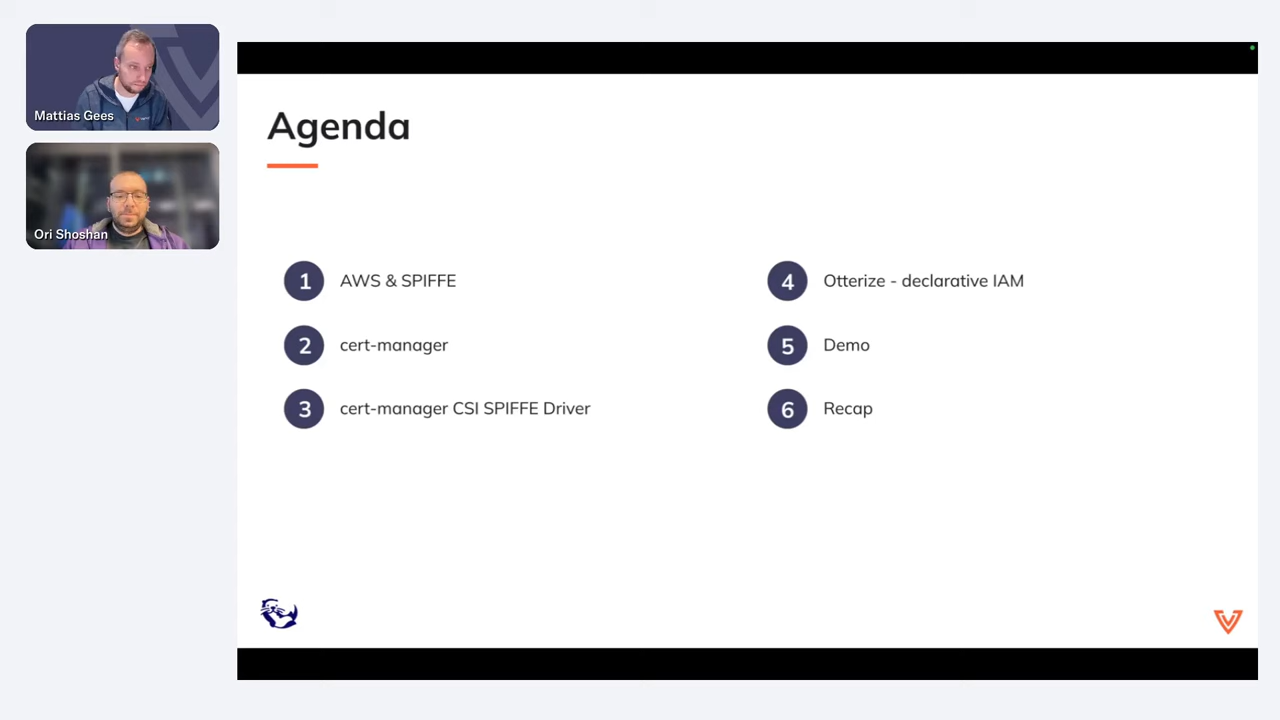 Mattias Gees
Ori Shoshan
Agenda
1 AWS & SPIFFE
2 cert-manager
3 cert-manager CSI SPIFFE Driver
4 Otterize - declarative IAM
5 Demo
6 Recap